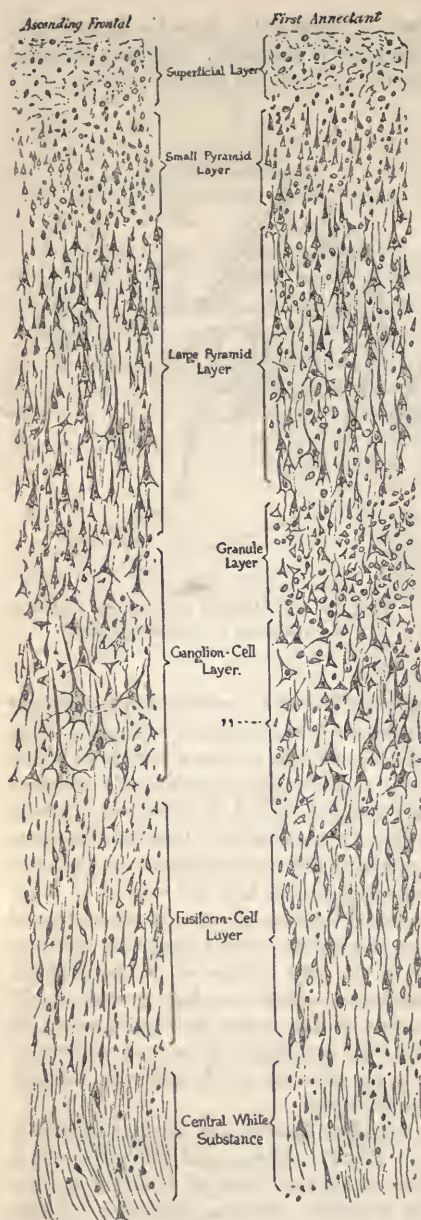 Ascending Frontal
First Annectant
Superficial Layer
Small Pyramid
Layer
Large Pyramid
Layer
Granule
Layer
Ganglion-Cell
Layer.
,,
Fusiform-Cell
Layer
Central White
Substance